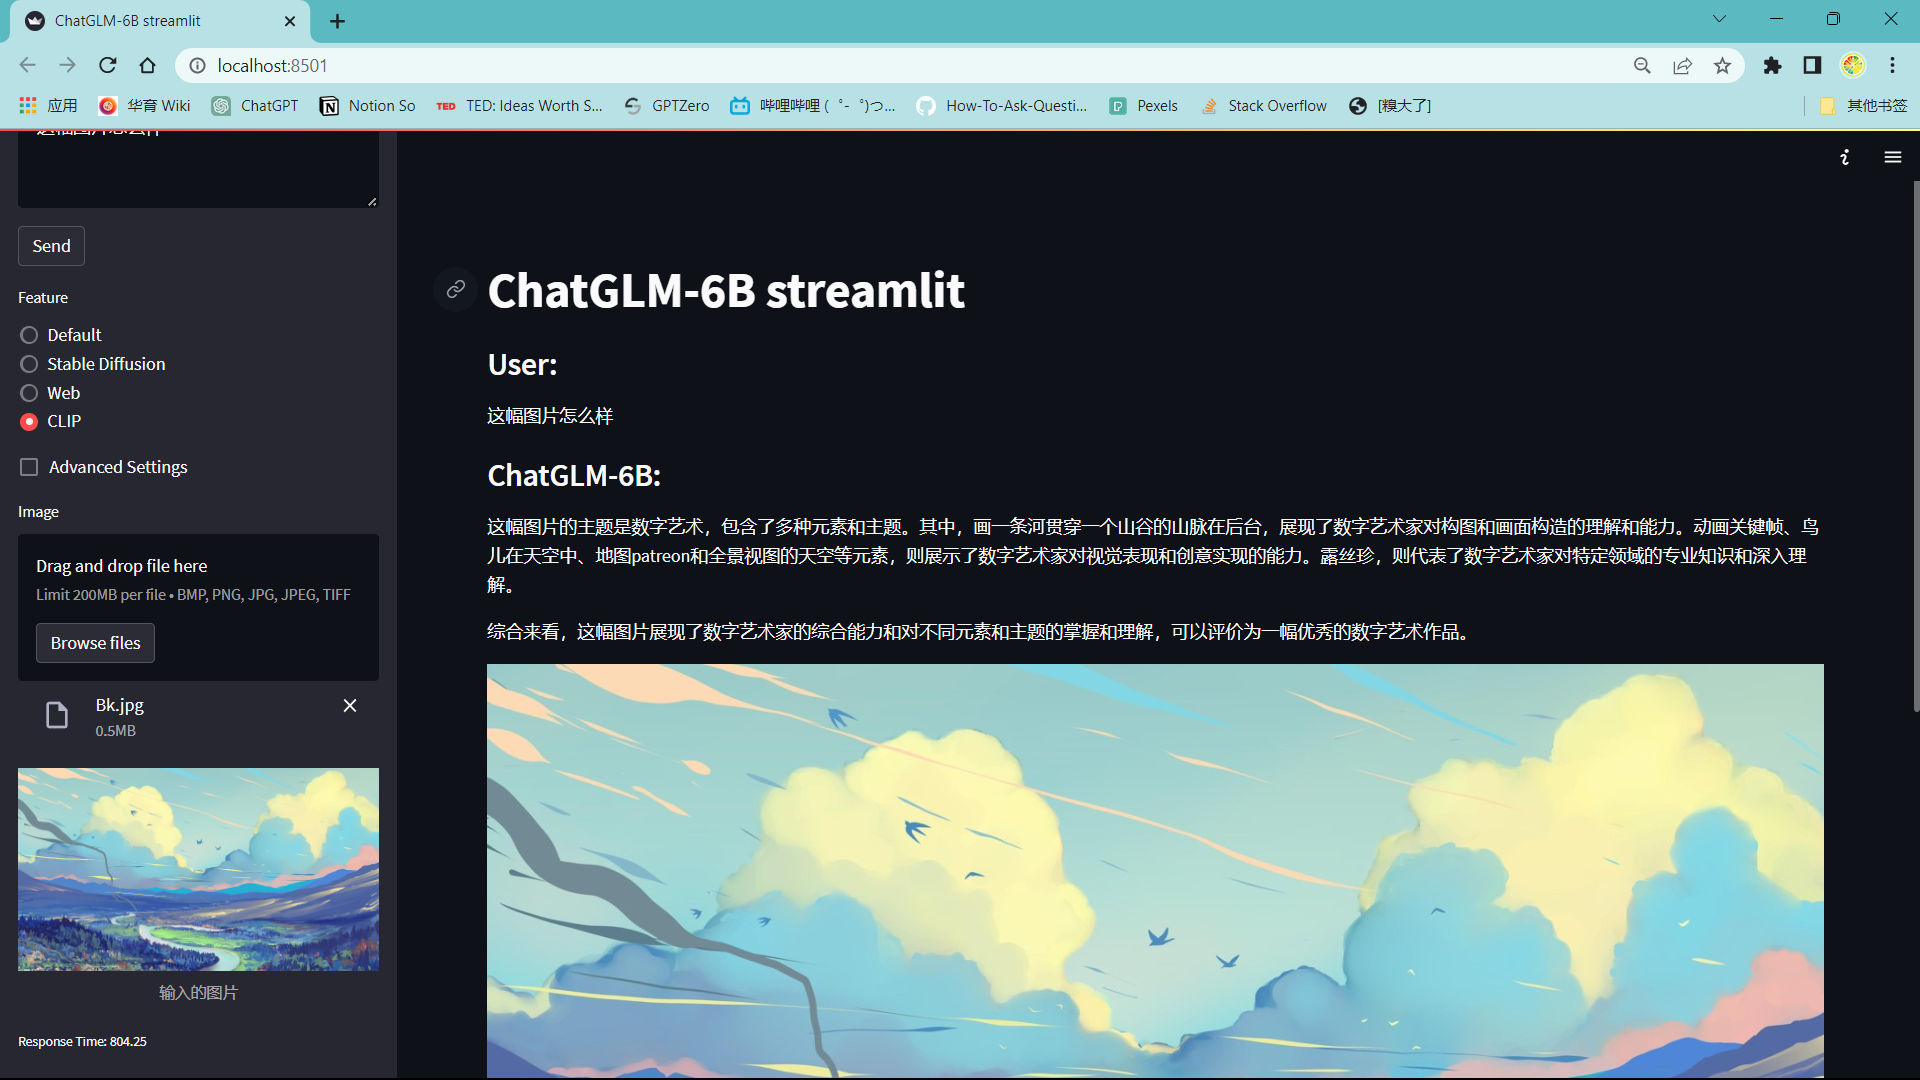 ChatGLM-6B streamlit
localhost:8501
应用
华育 Wiki
ChatGPT
Notion So
TED: Ideas Worth S...
GPTZero
哔哩哔哩 (゜-゜)つ...
How-To-Ask-Questi...
Pexels
Stack Overflow
[糗大了]
其他书签
这幅图片怎么样
Send
Feature
Default
Stable Diffusion
Web
CLIP
Advanced Settings
Image
Drag and drop file here
Limit 200MB per file • BMP, PNG, JPG, JPEG, TIFF
Browse files
Bk.jpg
0.5MB
输入的图片
Response Time: 804.25
ChatGLM-6B streamlit
User:
这幅图片怎么样
ChatGLM-6B:
这幅图片的主题是数字艺术，包含了多种元素和主题。其中，画一条河贯穿一个山谷的山脉在后台，展现了数字艺术家对构图和画面构造的理解和能力。动画关键帧、鸟
儿在天空中、地图patreon和全景视图的天空等元素，则展示了数字艺术家对视觉表现和创意实现的能力。露丝珍，则代表了数字艺术家对特定领域的专业知识和深入理
解。
综合来看，这幅图片展现了数字艺术家的综合能力和对不同元素和主题的掌握和理解，可以评价为一幅优秀的数字艺术作品。